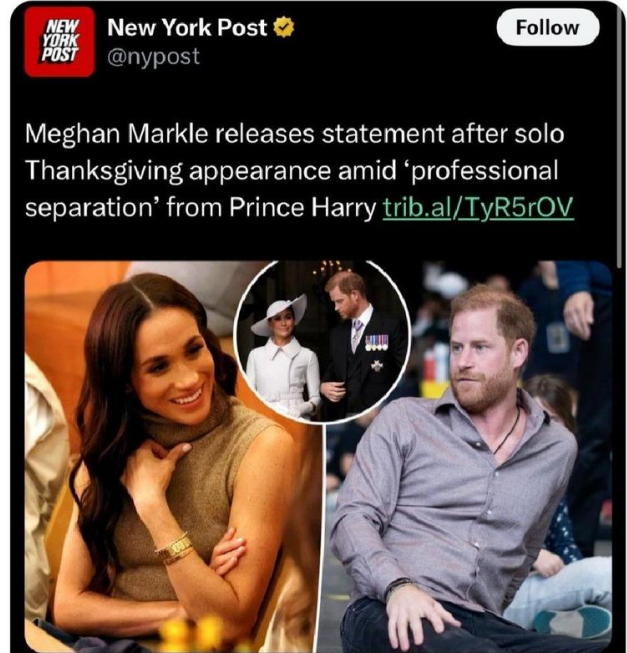 NEW
YORK
POST
New York Post
@nypost
Follow
Meghan Markle releases statement after solo
Thanksgiving appearance amid ‘professional
separation’ from Prince Harry trib.al/TyR5rOV